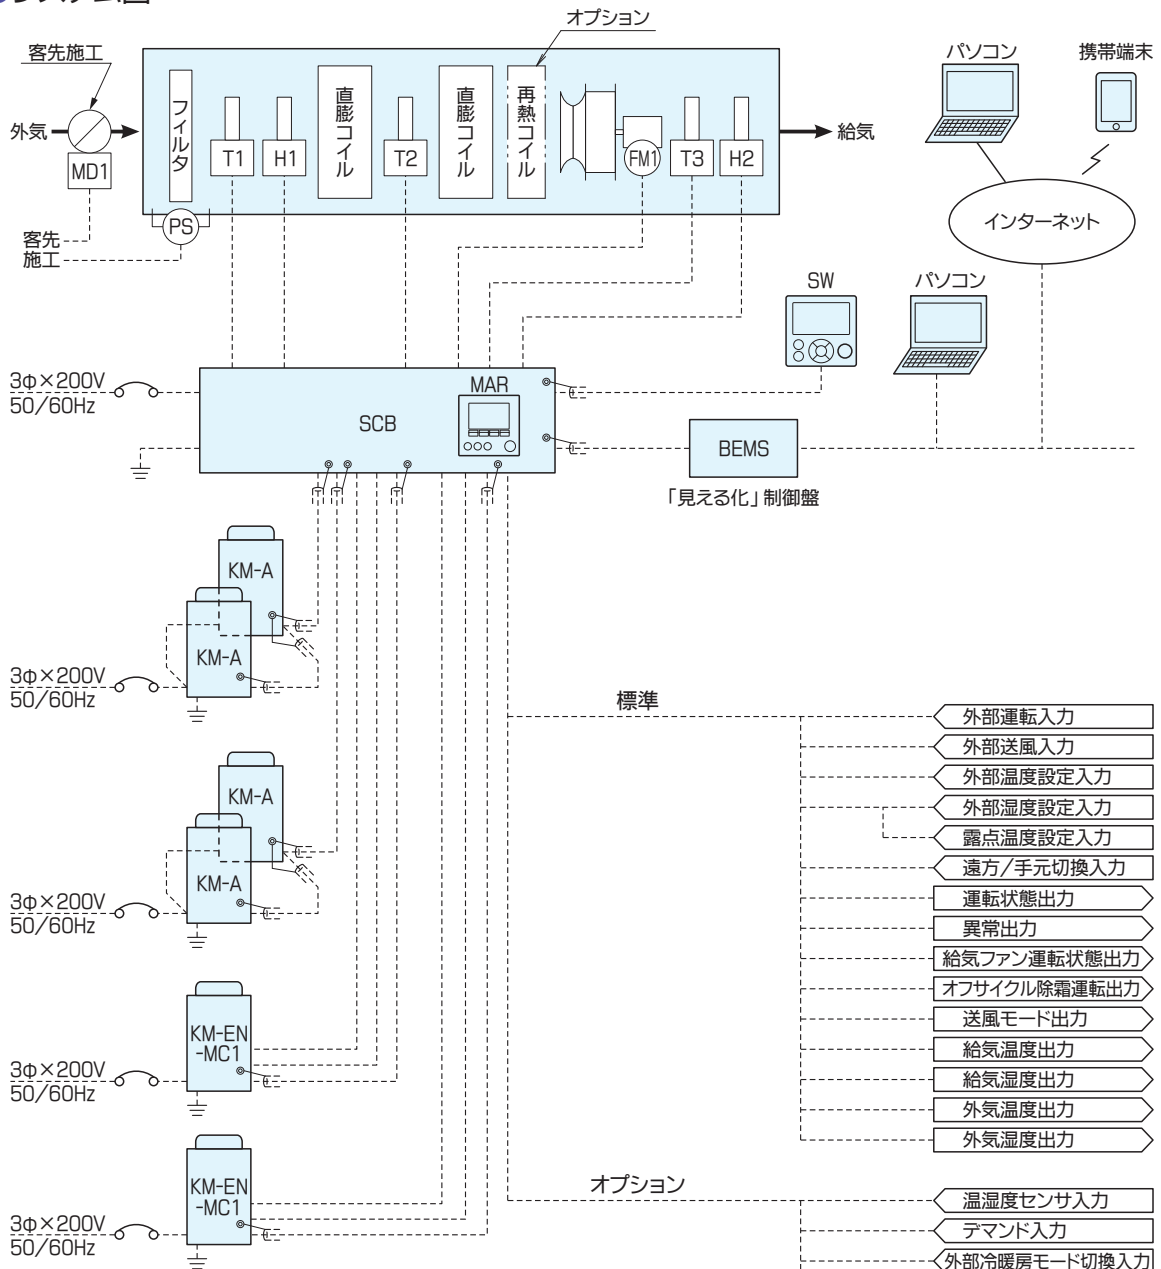 システム図
オプション
客先施工
パソコン
携帯端末
外気
フィルタ
T1
H1
直膨コイル
T2
直膨コイル
再熱コイル
FM1
T3
H2
給気
MD1
PS
客先
施工
インターネット
SW
パソコン
3φ×200V
50/60Hz
SCB
MAR
BEMS
「見える化」制御盤
KM-A
KM-A
3φ×200V
50/60Hz
標準
外部運転入力
外部送風入力
外部温度設定入力
外部湿度設定入力
露点温度設定入力
遠方/手元切換入力
運転状態出力
異常出力
給気ファン運転状態出力
オフサイクル除霜運転出力
送風モード出力
給気温度出力
給気湿度出力
外気温度出力
外気湿度出力
KM-A
KM-A
3φ×200V
50/60Hz
KM-EN
-MC1
3φ×200V
50/60Hz
KM-EN
-MC1
3φ×200V
50/60Hz
オプション
温湿度センサ入力
デマンド入力
外部冷暖房モード切換入力